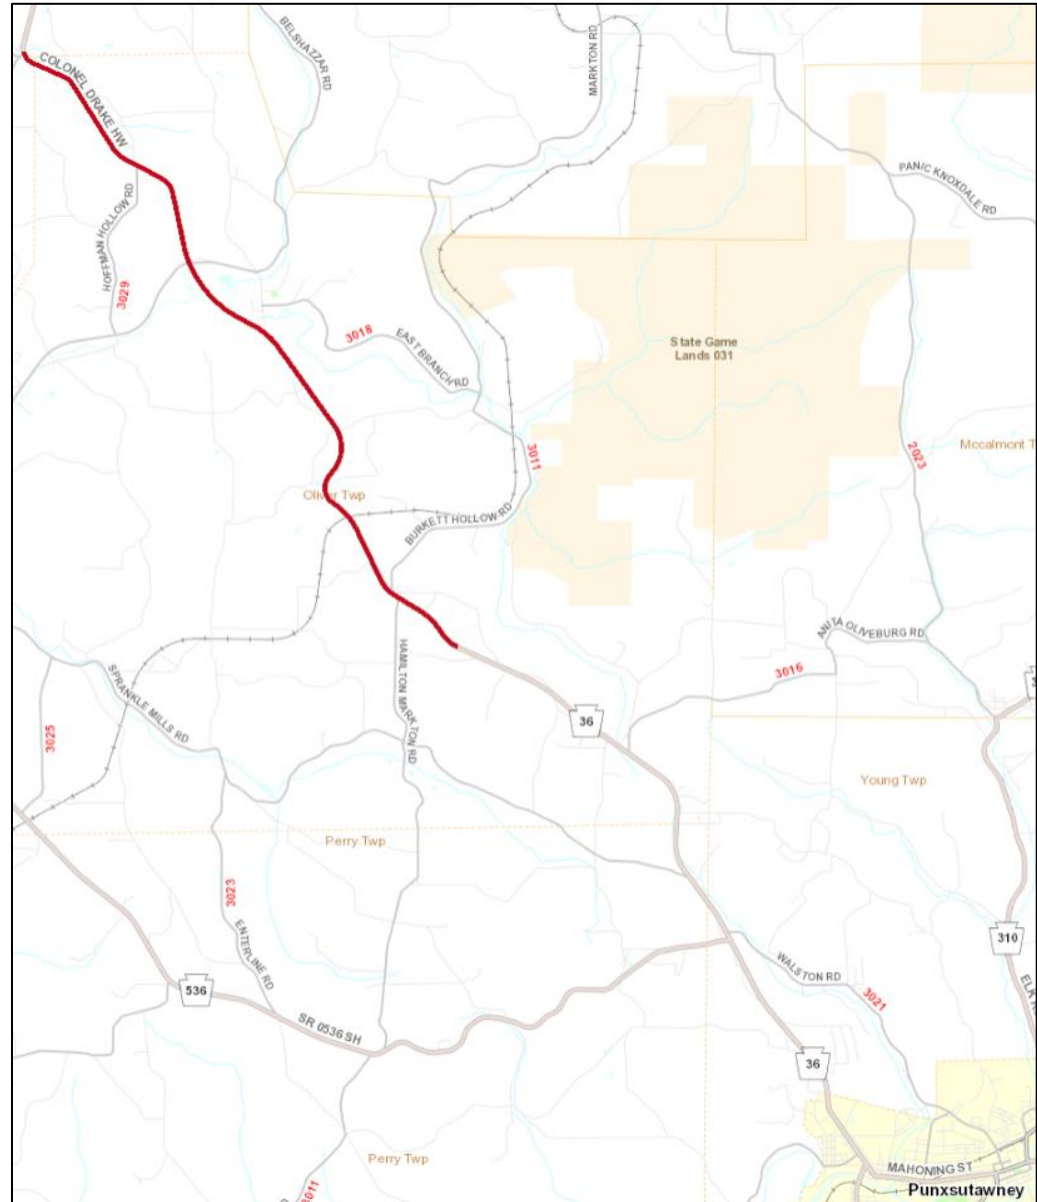 BELSHAZZAR RD
MARKTON RD
COLONEL DRAKE HW
PANIC KNOXDALE RD
HOFFMAN HOLLOW RD
3029
3018
EAST BRANCH RD
State Game
Lands 031
3011
2023
Mccalmont T
Oliver Twp
BURKETT HOLLOW RD
ANITA OLIVEBURG RD
3016
HAMILTON MARKTON RD
SPRANKLE MILLS RD
3025
36
3
Young Twp
Perry Twp
3023
ENTERLINE RD
310
WALSTON RD
3021
ELK R
536
SR 0536 SH
36
Perry Twp
3011
MAHONING ST
Punxsutawney